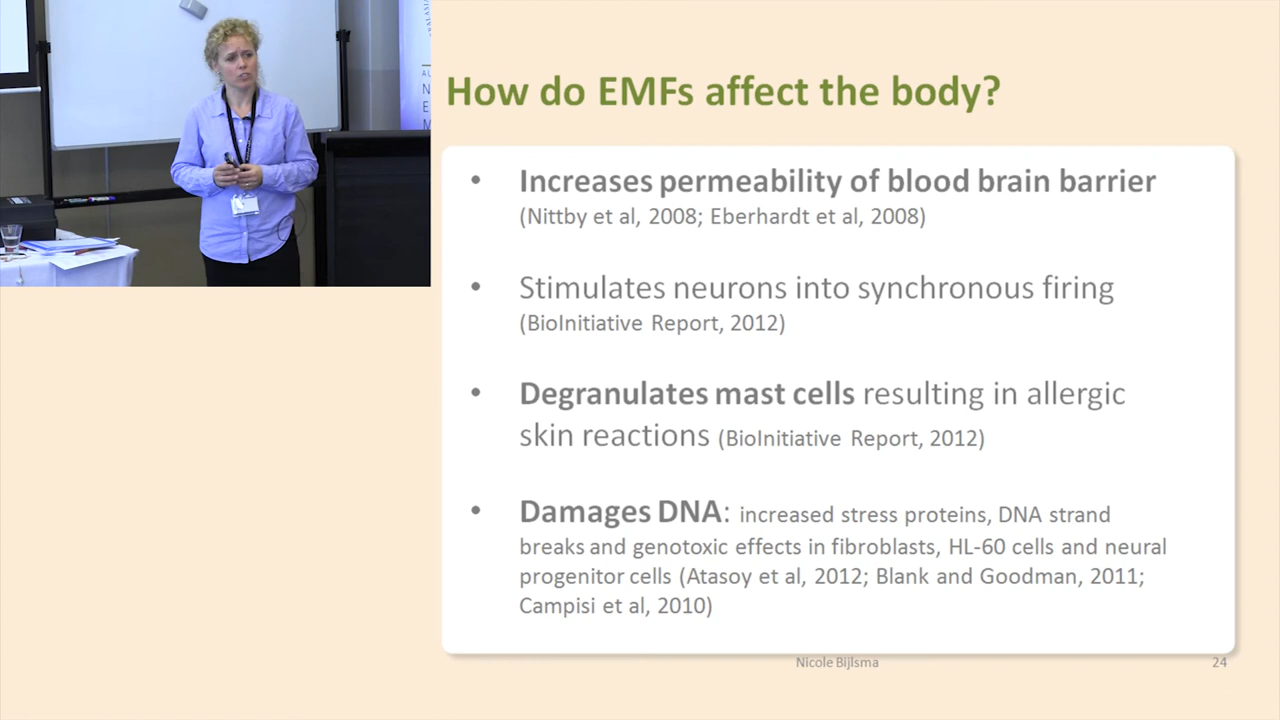 How do EMFs affect the body?
• Increases permeability of blood brain barrier
(Nittby et al, 2008; Eberhardt et al, 2008)
• Stimulates neurons into synchronous firing
(BioInitiative Report, 2012)
• Degranulates mast cells resulting in allergic
skin reactions (BioInitiative Report, 2012)
• Damages DNA: increased stress proteins, DNA strand
breaks and genotoxic effects in fibroblasts, HL-60 cells and neural
progenitor cells (Atasoy et al, 2012; Blank and Goodman, 2011;
Campisi et al, 2010)
Nicole Bijlsma
24